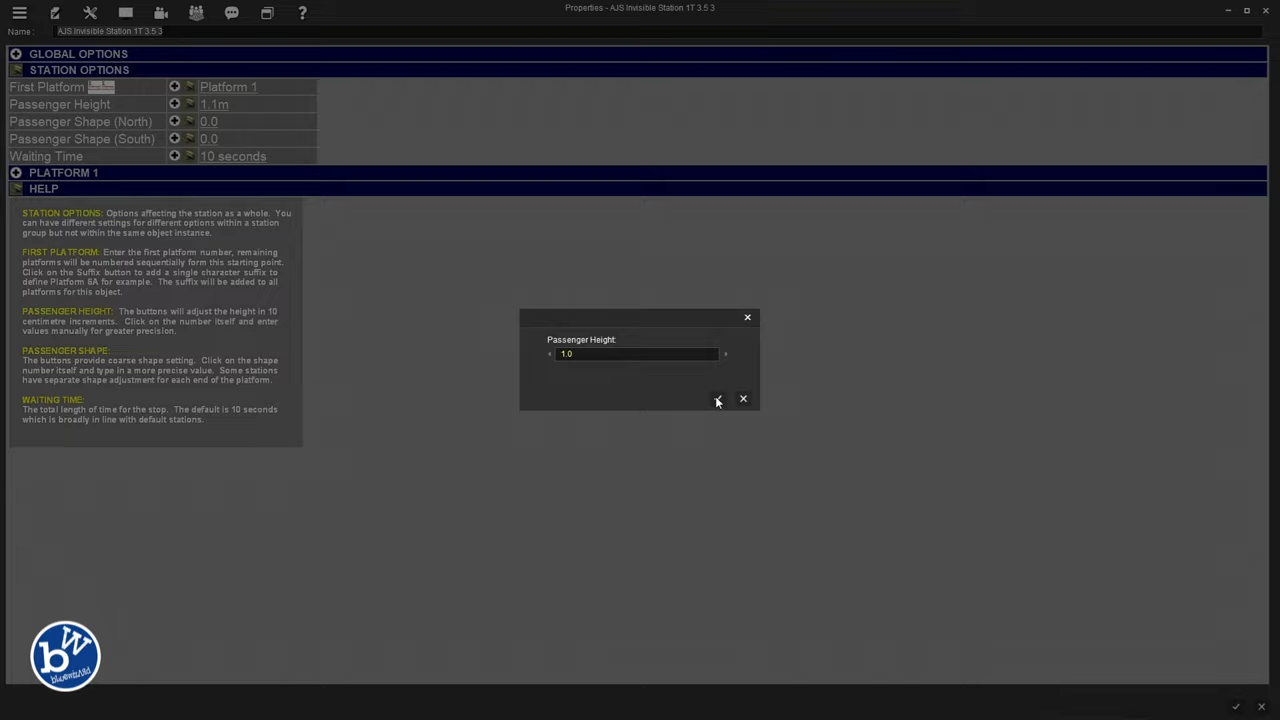 Properties - AJS Invisible Station 1T 3.5.3
Name :
AJS Invisible Station 1T 3.5.3
GLOBAL OPTIONS
STATION OPTIONS
First Platform
Platform 1
Passenger Height
1.1m
Passenger Shape (North)
0.0
Passenger Shape (South)
0.0
Waiting Time
10 seconds
PLATFORM 1
HELP
STATION OPTIONS: Options affecting the station as a whole. You
can have different settings for different options within a station
group but not within the same object instance.
FIRST PLATFORM: Enter the first platform number, remaining
platforms will be numbered sequentially form this starting point.
Click on the Suffix button to add a single character suffix to
define Platform 6A for example. The suffix will be added to all
platforms for this object.
PASSENGER HEIGHT: The buttons will adjust the height in 10
centimetre increments. Click on the number itself and enter
values manually for greater precision.
PASSENGER SHAPE:
The buttons provide coarse shape setting. Click on the shape
number itself and type in a more precise value. Some stations
have separate shape adjustment for each end of the platform.
WAITING TIME:
The total length of time for the stop. The default is 10 seconds
which is broadly in line with default stations.
Passenger Height:
1.0
bW
bluewizard